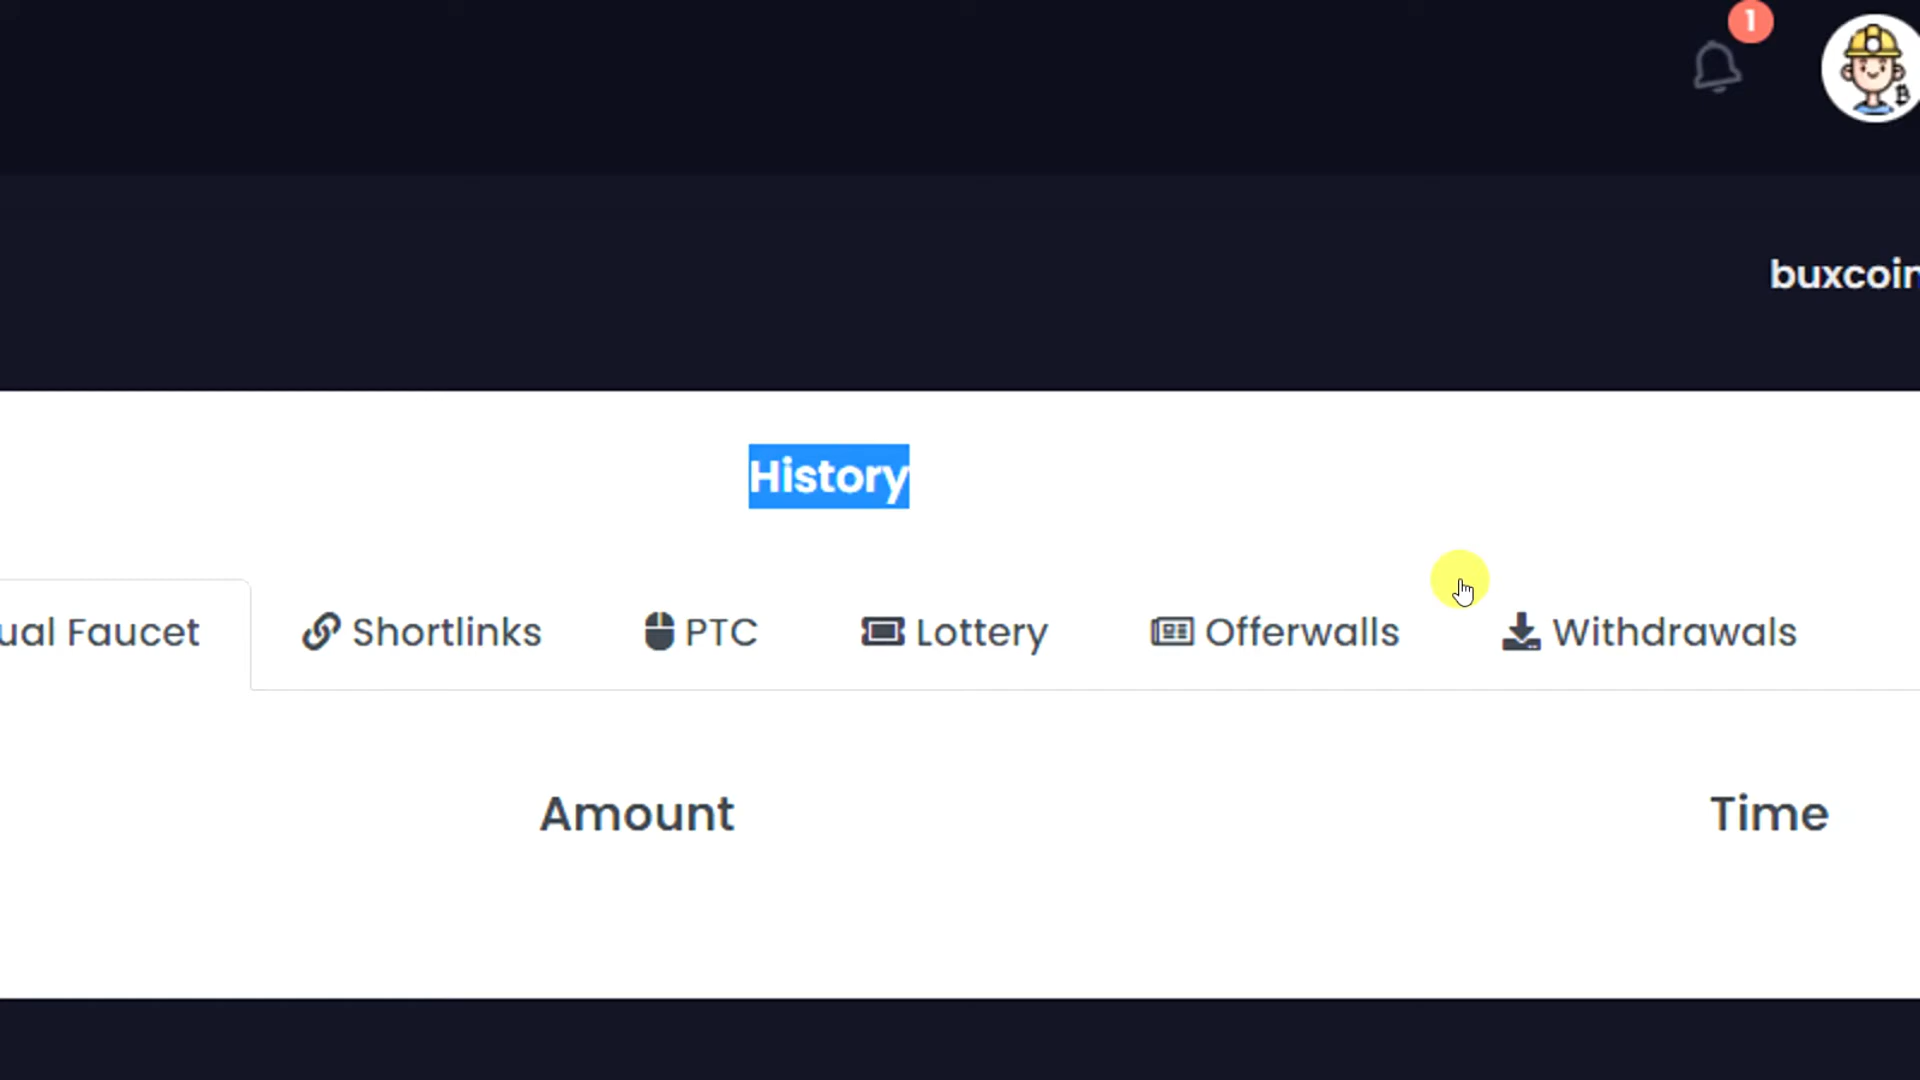 1
buxcoin
History
ual Faucet Shortlinks PTC Lottery Offerwalls Withdrawals
Amount Time